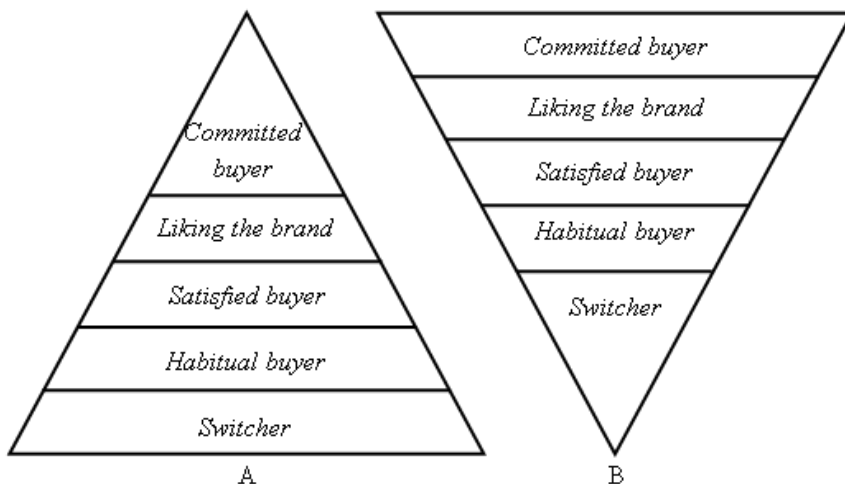 Committed
buyer
Liking the brand
Satisfied buyer
Habitual buyer
Switcher
A
Committed buyer
Liking the brand
Satisfied buyer
Habitual buyer
Switcher
B